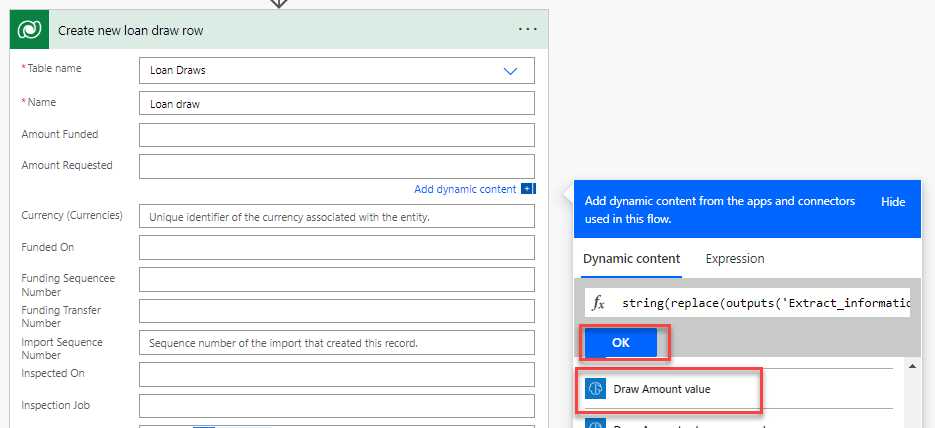 Create new loan draw row
...
*Table name
Loan Draws
*Name
Loan draw
Amount Funded
Amount Requested
Add dynamic content
Currency (Currencies)
Unique identifier of the currency associated with the entity.
Funded On
Funding Sequencee
Number
Funding Transfer
Number
Import Sequence
Number
Sequence number of the import that created this record.
Inspected On
Inspection Job
Add dynamic content from the apps and connectors
used in this flow.
Hide
Dynamic content
Expression
fx
string(replace(outputs('Extract_informatio
OK
Draw Amount value